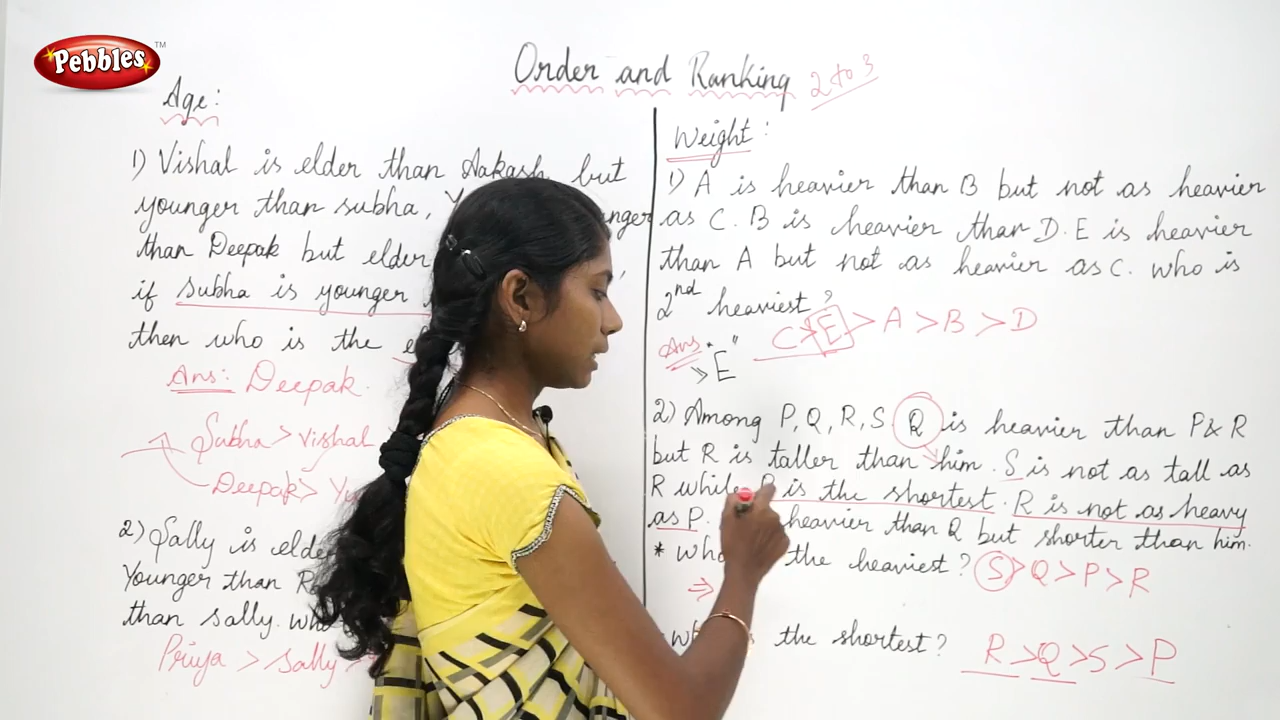 Pebbles TM
Order and Ranking 2 to 3
Age:
1) Vishal is elder than Aakash but
younger than Subha,
younger
than Deepak but elder
if Subha is younger
then who is the
Ans: Deepak.
Subha > Vishal
Deepak >
2) Sally is elde
Younger than
than Sally. wh
Priya > Sally >
Weight:
1) A is heavier than B but not as heavier
as C. B is heavier than D. E is heavier
than A but not as heavier as C. who is
2nd heaviest?
C > E > A > B > D
Ans: "E"
2) Among P, Q, R, S Q is heavier than P & R
but R is taller than him. S is not as tall as
R while P is the shortest. R is not as heavy
as P. heavier than Q but shorter than him.
* who the heaviest? S > Q > P > R
⇒
the shortest? R > Q > S > P